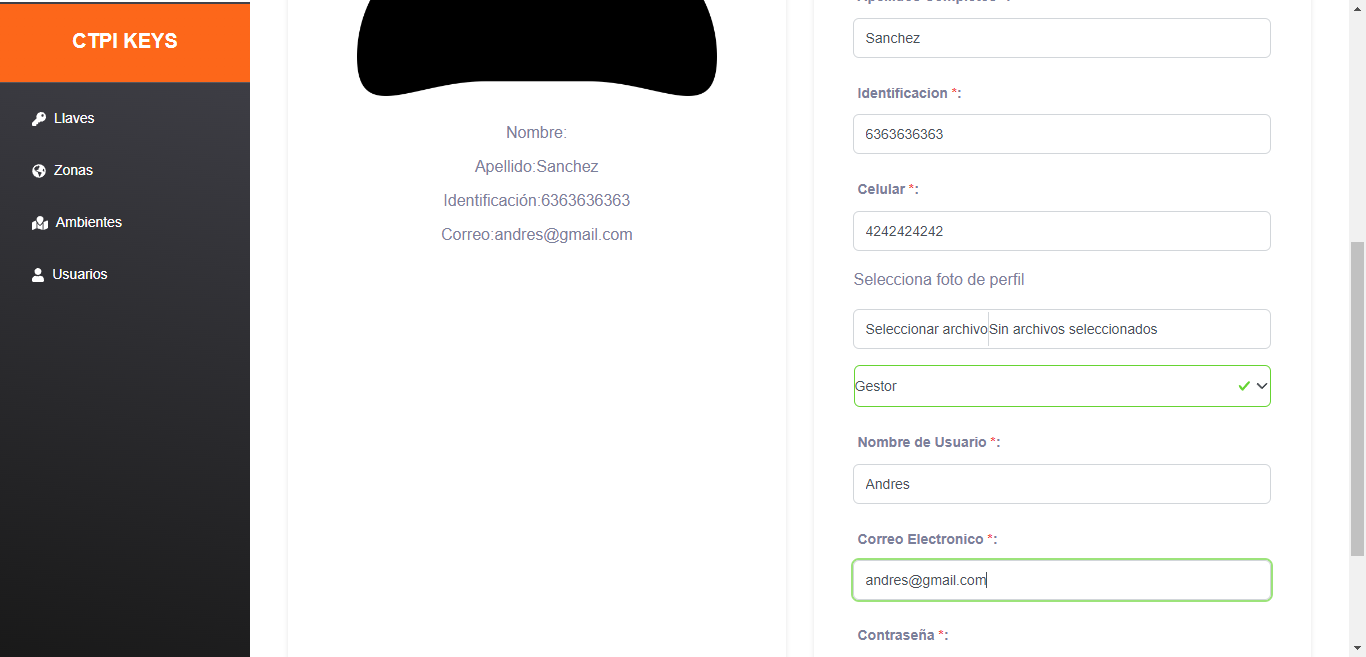 CTPI KEYS
Llaves
Zonas
Ambientes
Usuarios
Nombre:
Apellido:Sanchez
Identificación:6363636363
Correo:andres@gmail.com
Apellidos Completos *:
Sanchez
Identificacion *:
6363636363
Celular *:
4242424242
Selecciona foto de perfil
Seleccionar archivo Sin archivos seleccionados
Gestor
Nombre de Usuario *:
Andres
Correo Electronico *:
andres@gmail.com
Contraseña *: